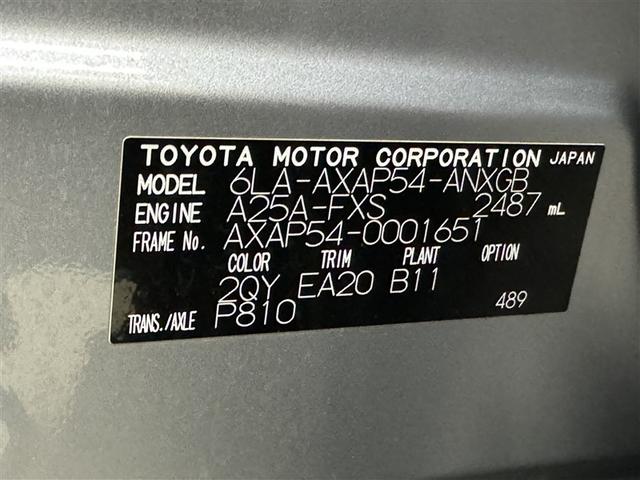 TOYOTA MOTOR CORPORATION JAPAN
MODEL 6LA-AXAP54-ANXGB
ENGINE A25A-FXS 2487 mL
FRAME No. AXAP54-0001651
COLOR TRIM PLANT OPTION
2QY EA20 B11
TRANS./AXLE P810 489